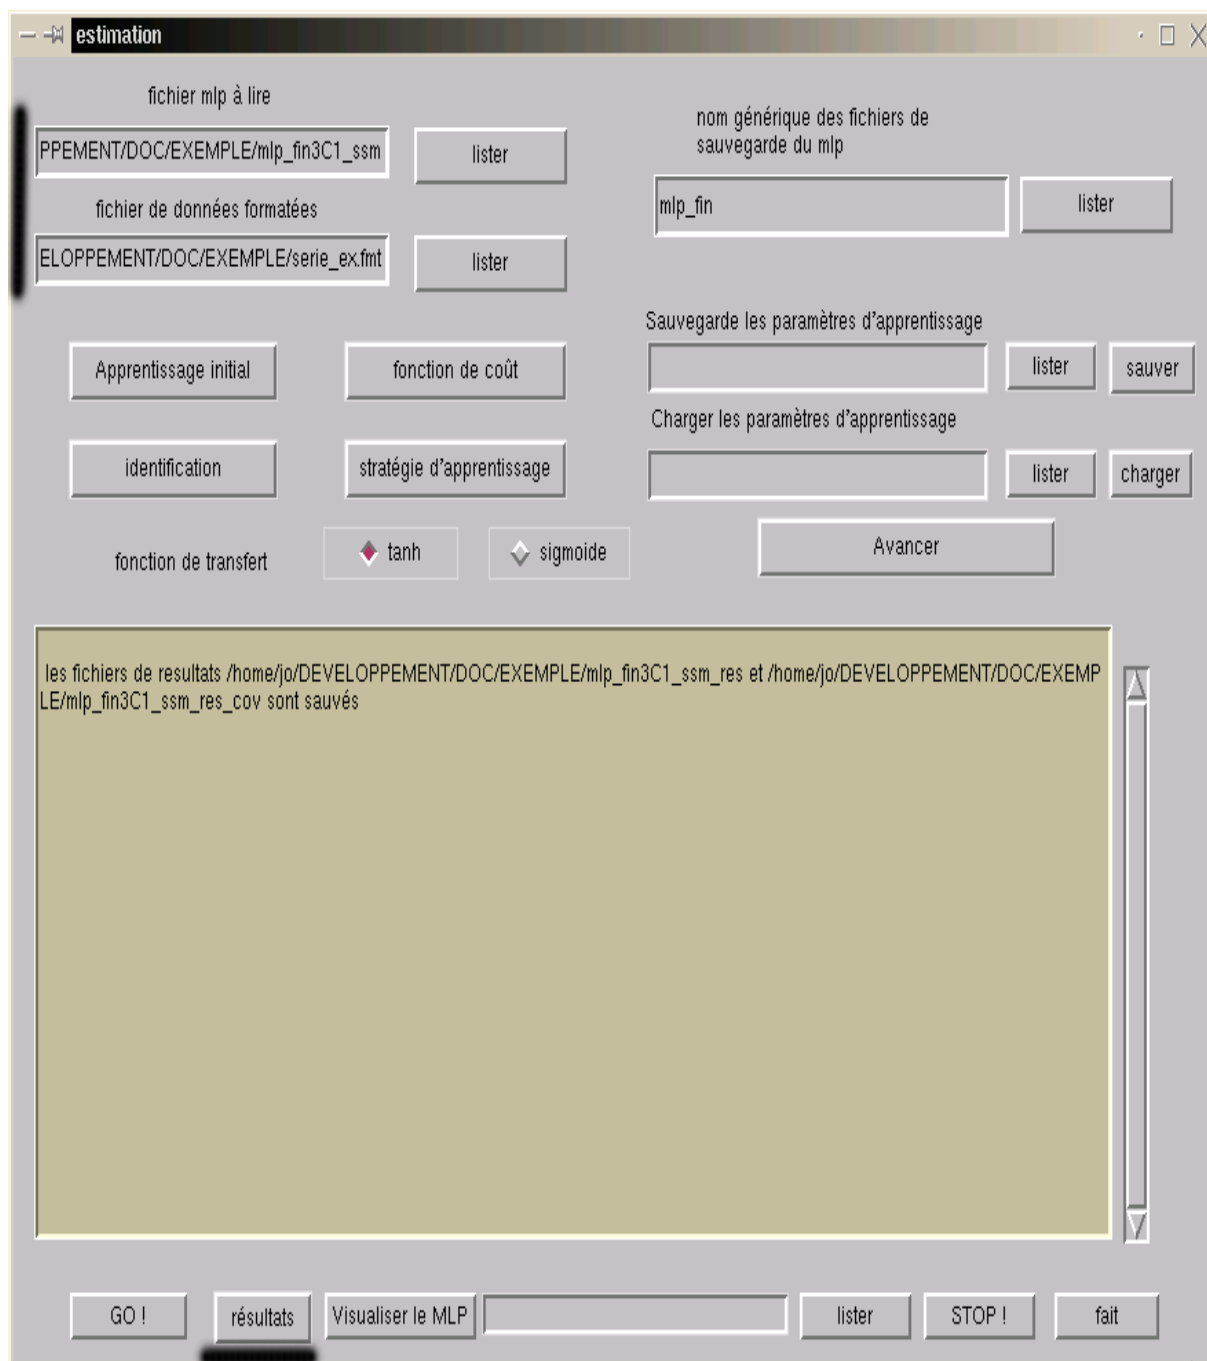 estimation
fichier mlp à lire
PPEMENT/DOC/EXEMPLE/mlp_fin3C1_ssm
lister
fichier de données formatées
ELOPPEMENT/DOC/EXEMPLE/serie_ex.fmt
lister
nom générique des fichiers de
sauvegarde du mlp
mlp_fin
lister
Apprentissage initial
fonction de coût
identification
stratégie d'apprentissage
Sauvegarde les paramètres d'apprentissage
lister
sauver
Charger les paramètres d'apprentissage
lister
charger
fonction de transfert
tanh
sigmoide
Avancer
les fichiers de resultats /home/jo/DEVELOPPEMENT/DOC/EXEMPLE/mlp_fin3C1_ssm_res et /home/jo/DEVELOPPEMENT/DOC/EXEMP
LE/mlp_fin3C1_ssm_res_cov sont sauvés
GO !
résultats
Visualiser le MLP
lister
STOP !
fait